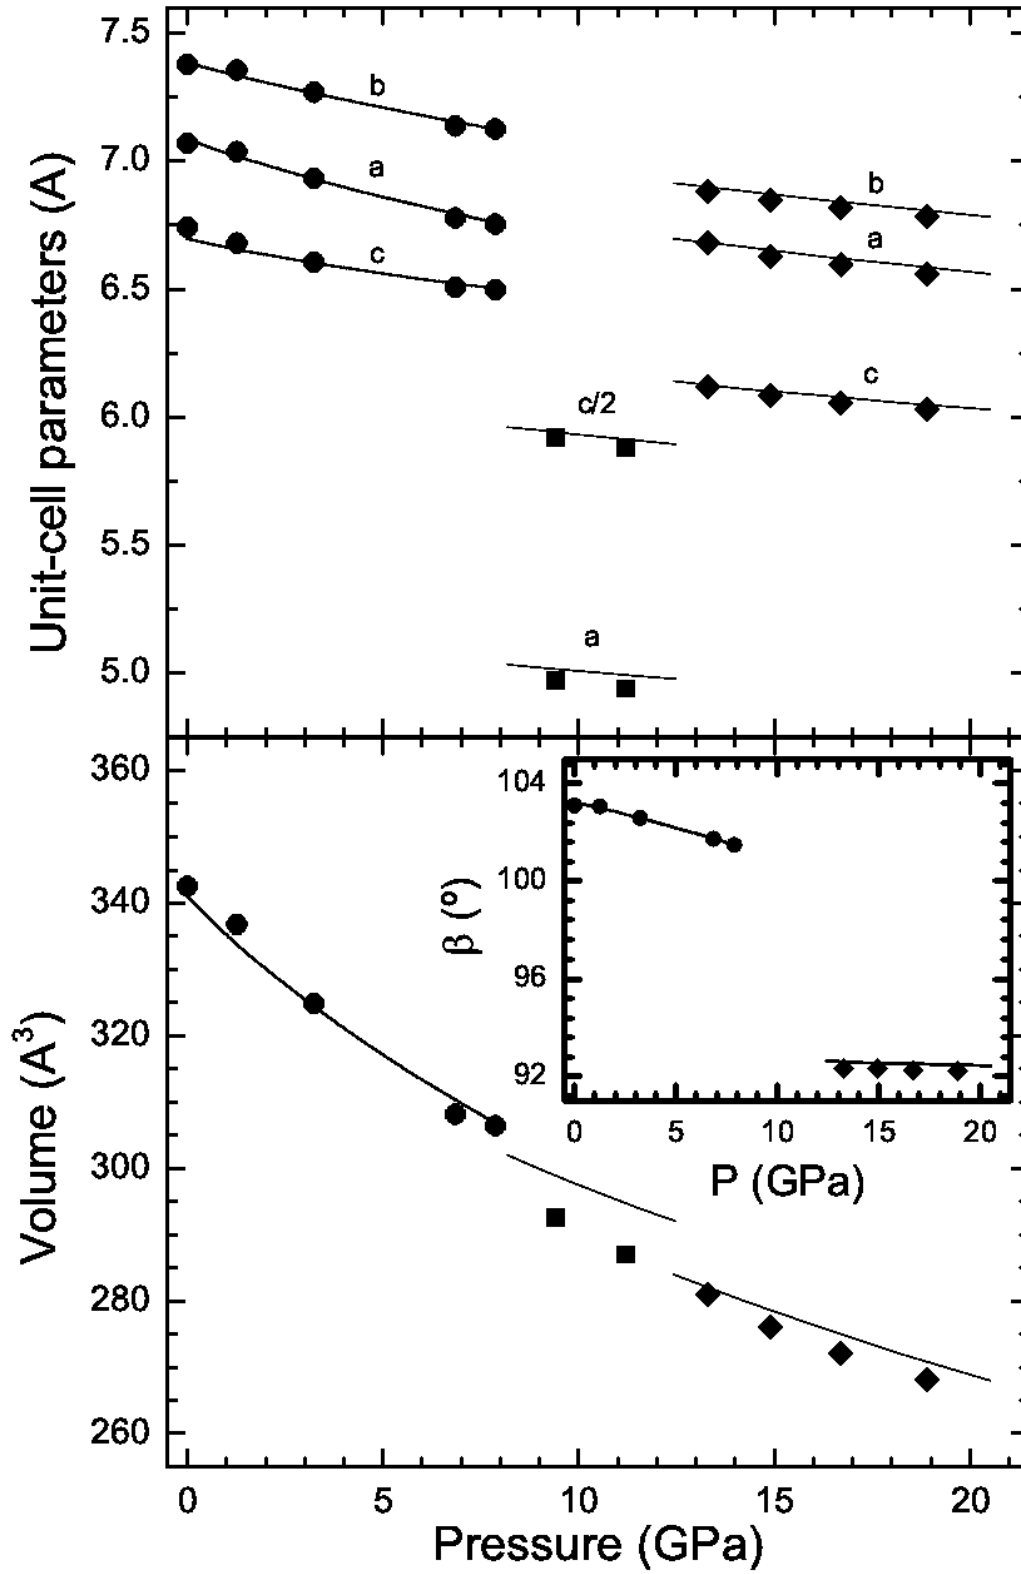 Unit-cell parameters (A)
7.5
7.0
6.5
6.0
5.5
5.0
b
a
c
c/2
a
b
a
c
Volume (A³)
360
340
320
300
280
260
β (º)
104
100
96
92
0 5 10 15 20
P (GPa)
0 5 10 15 20
Pressure (GPa)